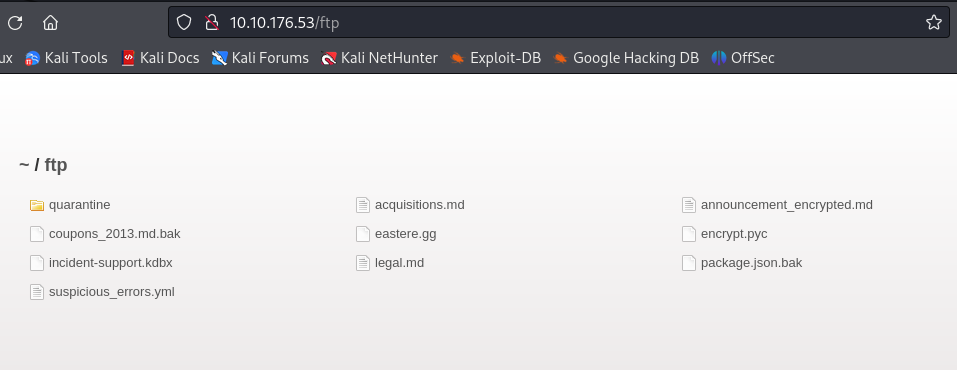 10.10.176.53/ftp
ux Kali Tools Kali Docs Kali Forums Kali NetHunter Exploit-DB Google Hacking DB OffSec
~ / ftp
quarantine acquisitions.md announcement_encrypted.md
coupons_2013.md.bak eastere.gg encrypt.pyc
incident-support.kdbx legal.md package.json.bak
suspicious_errors.yml